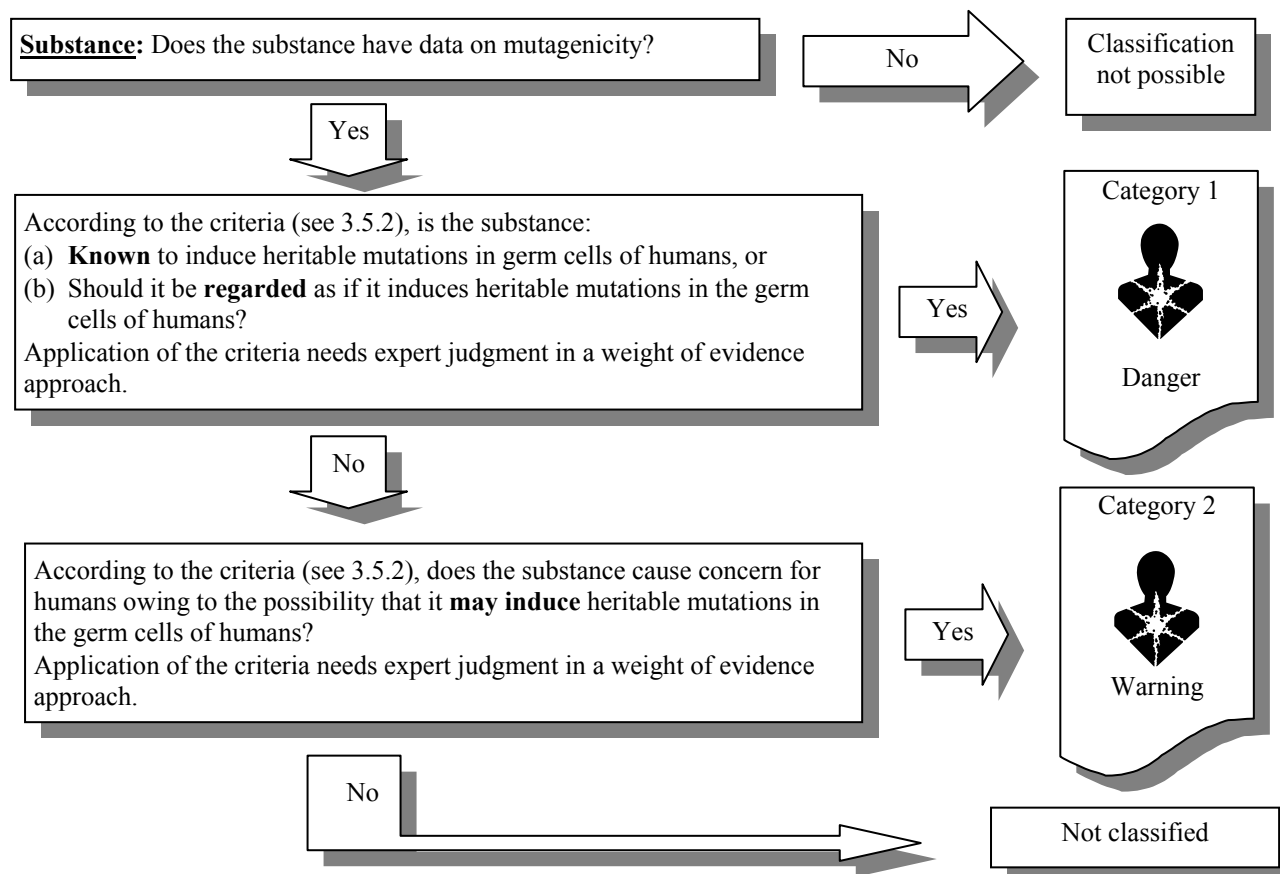 Substance: Does the substance have data on mutagenicity?
No
Classification
not possible
Yes
According to the criteria (see 3.5.2), is the substance:
(a) Known to induce heritable mutations in germ cells of humans, or
(b) Should it be regarded as if it induces heritable mutations in the germ
cells of humans?
Application of the criteria needs expert judgment in a weight of evidence
approach.
Yes
Category 1
Danger
No
According to the criteria (see 3.5.2), does the substance cause concern for
humans owing to the possibility that it may induce heritable mutations in
the germ cells of humans?
Application of the criteria needs expert judgment in a weight of evidence
approach.
Yes
Category 2
Warning
No
Not classified